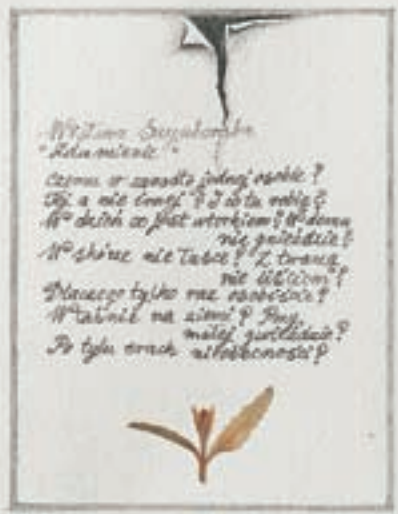 Wisława Szymborska
"Zdumienie"
Czemu w zanadto jednej osobie?
Tej a nie innej? I co tu robię?
W dzień co jest wtorkiem? W domu
nie gnieździe?
W skórze nie łusce? Z twarzą
nie liściem?
Dlaczego tylko raz osobiście?
Właśnie na ziemi? Przy
małej gwieździe?
Po tylu erach nieobecności?